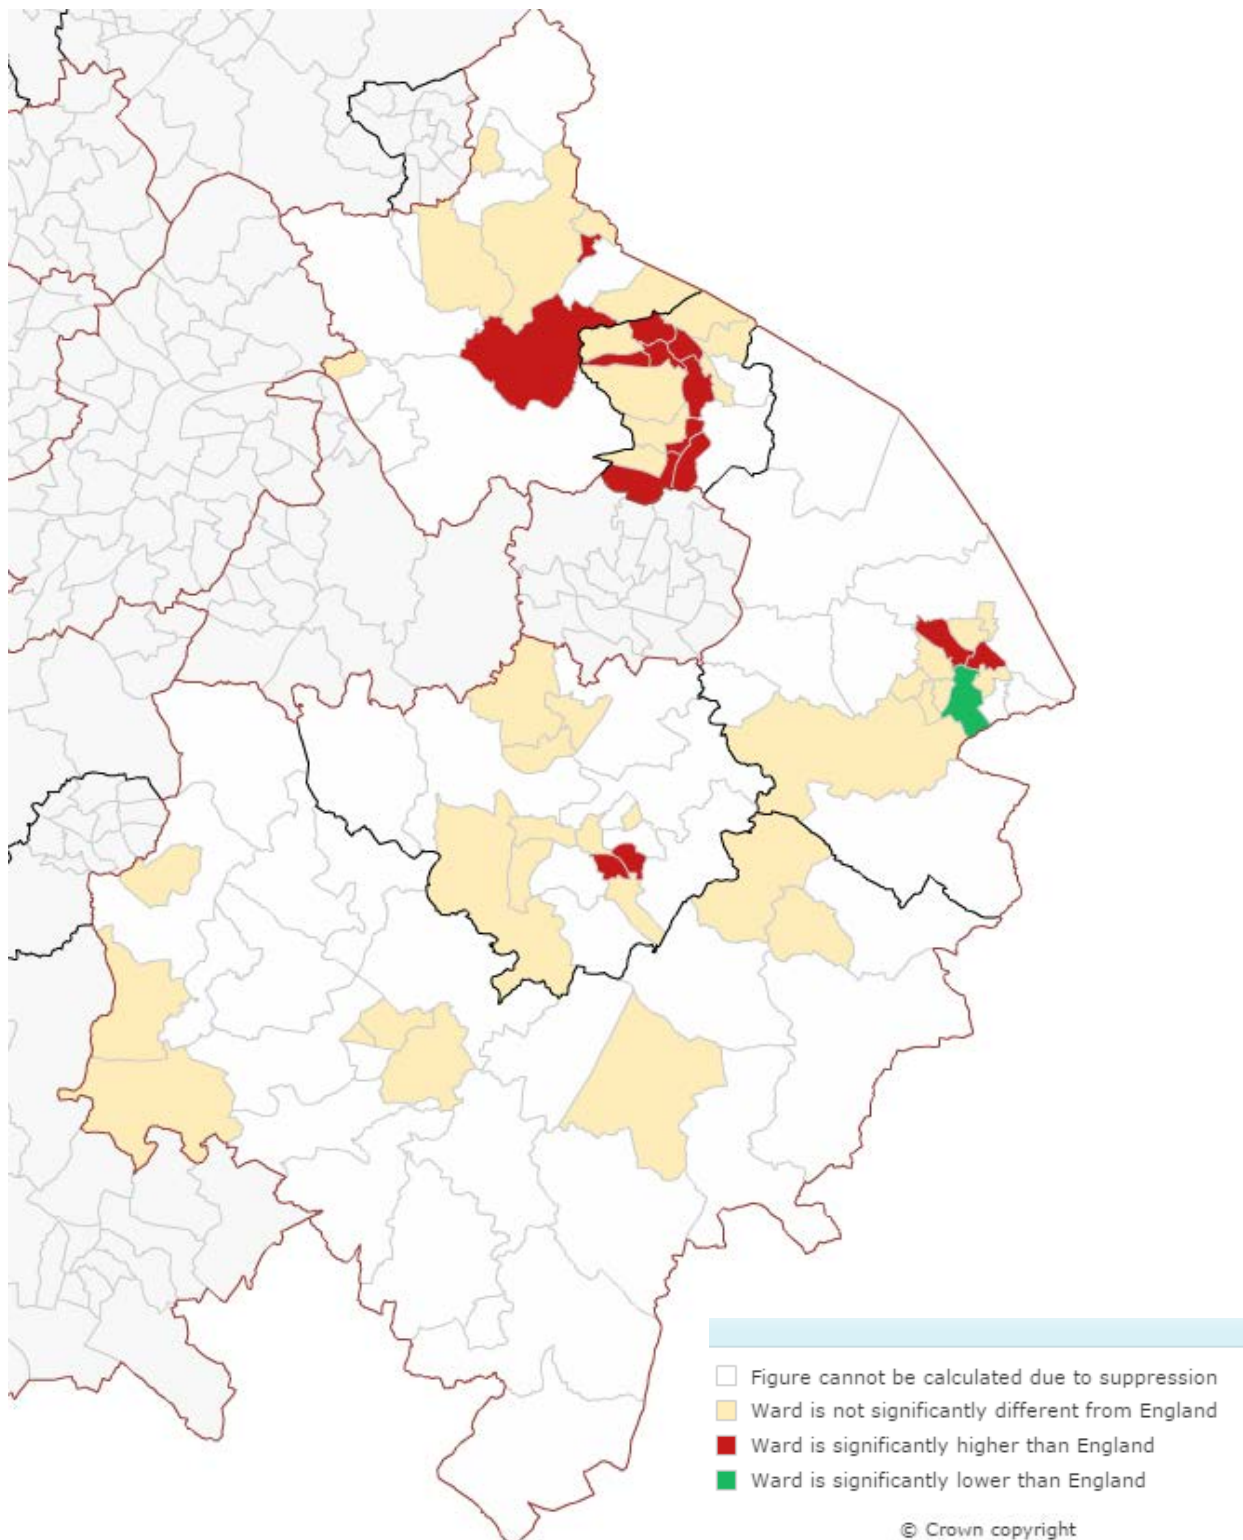 Figure cannot be calculated due to suppression
Ward is not significantly different from England
Ward is significantly higher than England
Ward is significantly lower than England
© Crown copyright